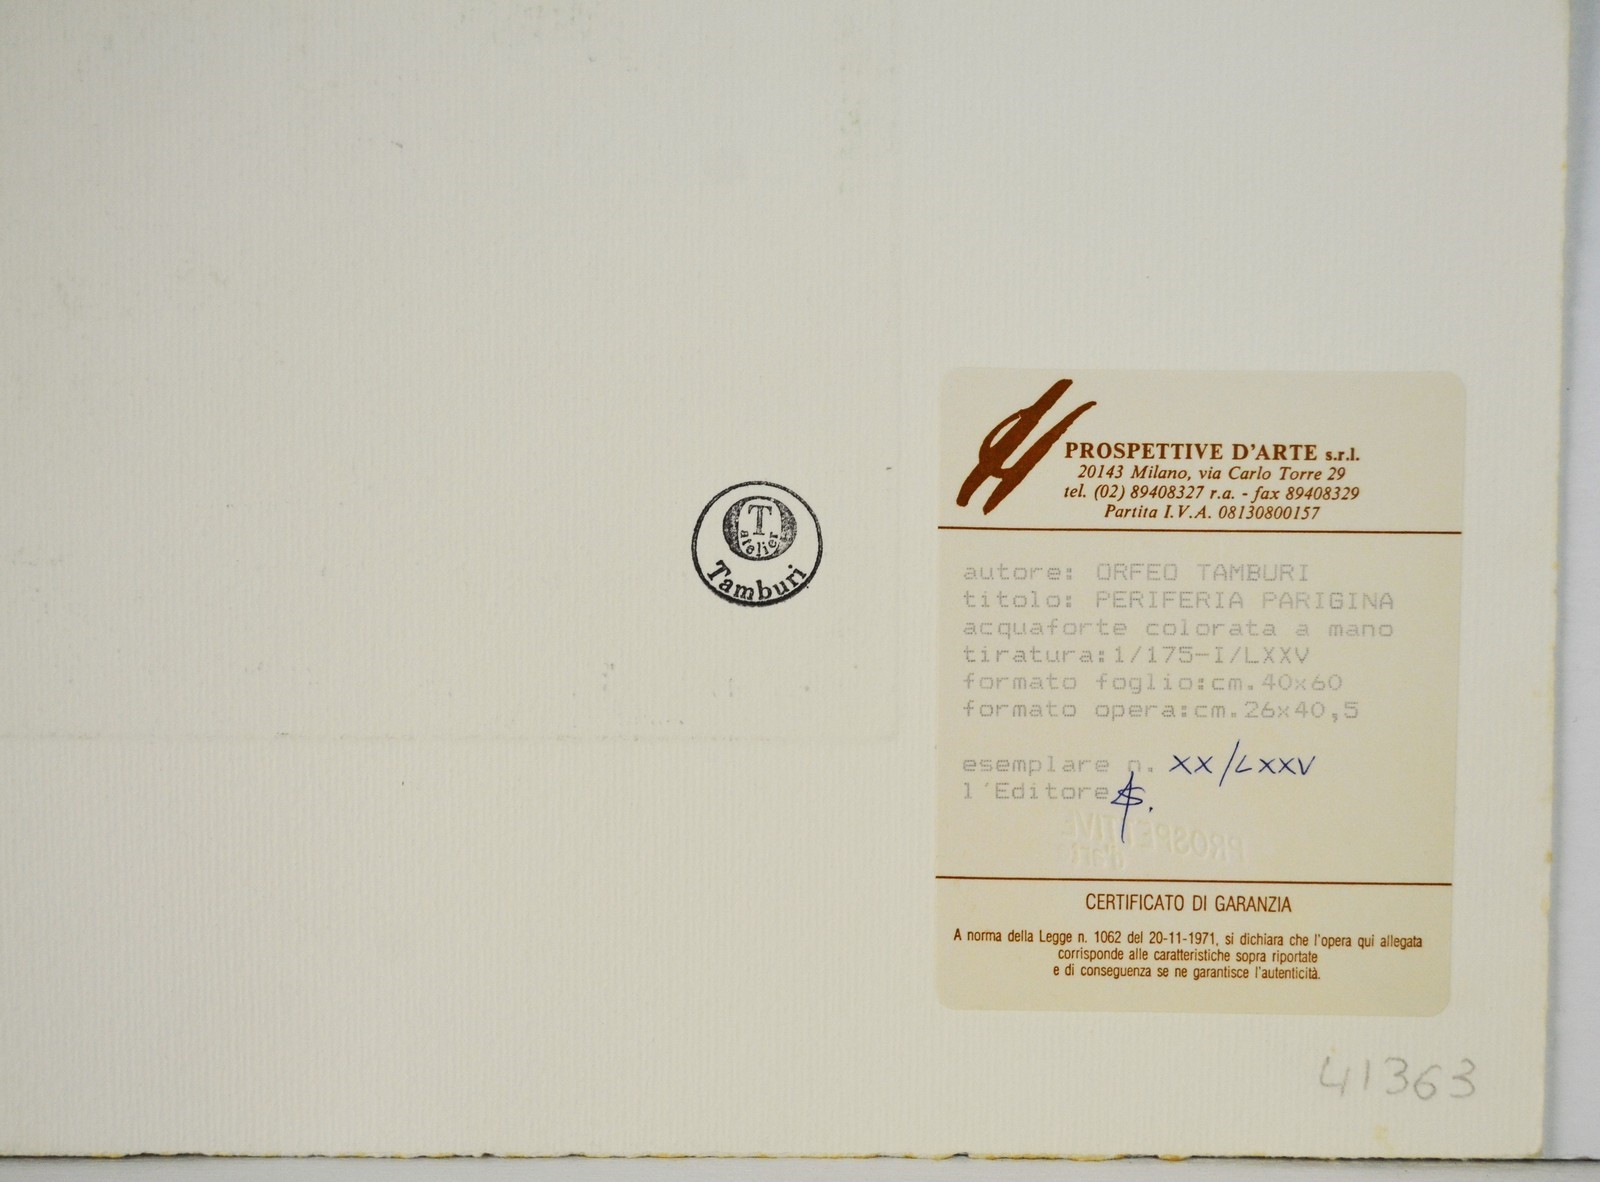 T
atelier
Tamburi
PROSPETTIVE D'ARTE s.r.l.
20143 Milano, via Carlo Torre 29
tel. (02) 89408327 r.a. - fax 89408329
Partita I.V.A. 08130800157
autore: ORFEO TAMBURI
titolo: PERIFERIA PARIGINA
acquaforte colorata a mano
tiratura:1/175-I/LXXV
formato foglio:cm.40x60
formato opera:cm.26x40,5
esemplare n. XX/LXXV
l'Editore
PROSPETTIVE
d'arte
CERTIFICATO DI GARANZIA
A norma della Legge n. 1062 del 20-11-1971, si dichiara che l'opera qui allegata
corrisponde alle caratteristiche sopra riportate
e di conseguenza se ne garantisce l'autenticità.
41363